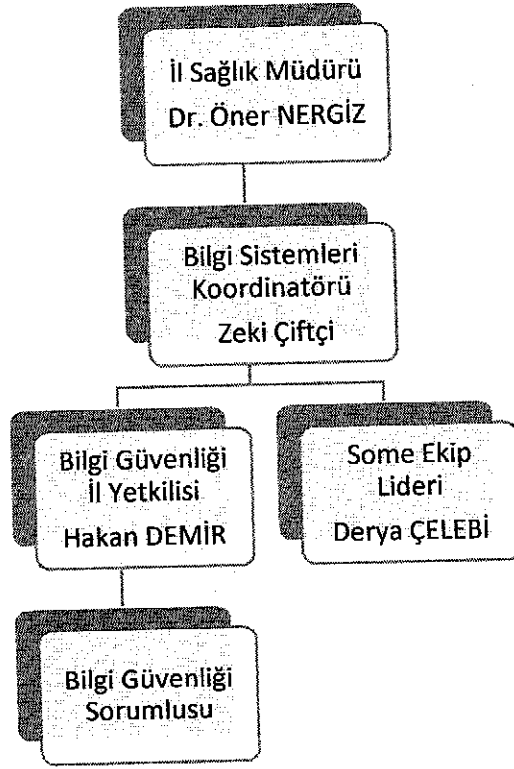 İl Sağlık Müdürü
Dr. Öner NERGİZ
Bilgi Sistemleri
Koordinatörü
Zeki Çiftçi
Bilgi Güvenliği
İl Yetkilisi
Hakan DEMİR
Some Ekip
Lideri
Derya ÇELEBİ
Bilgi Güvenliği
Sorumlusu